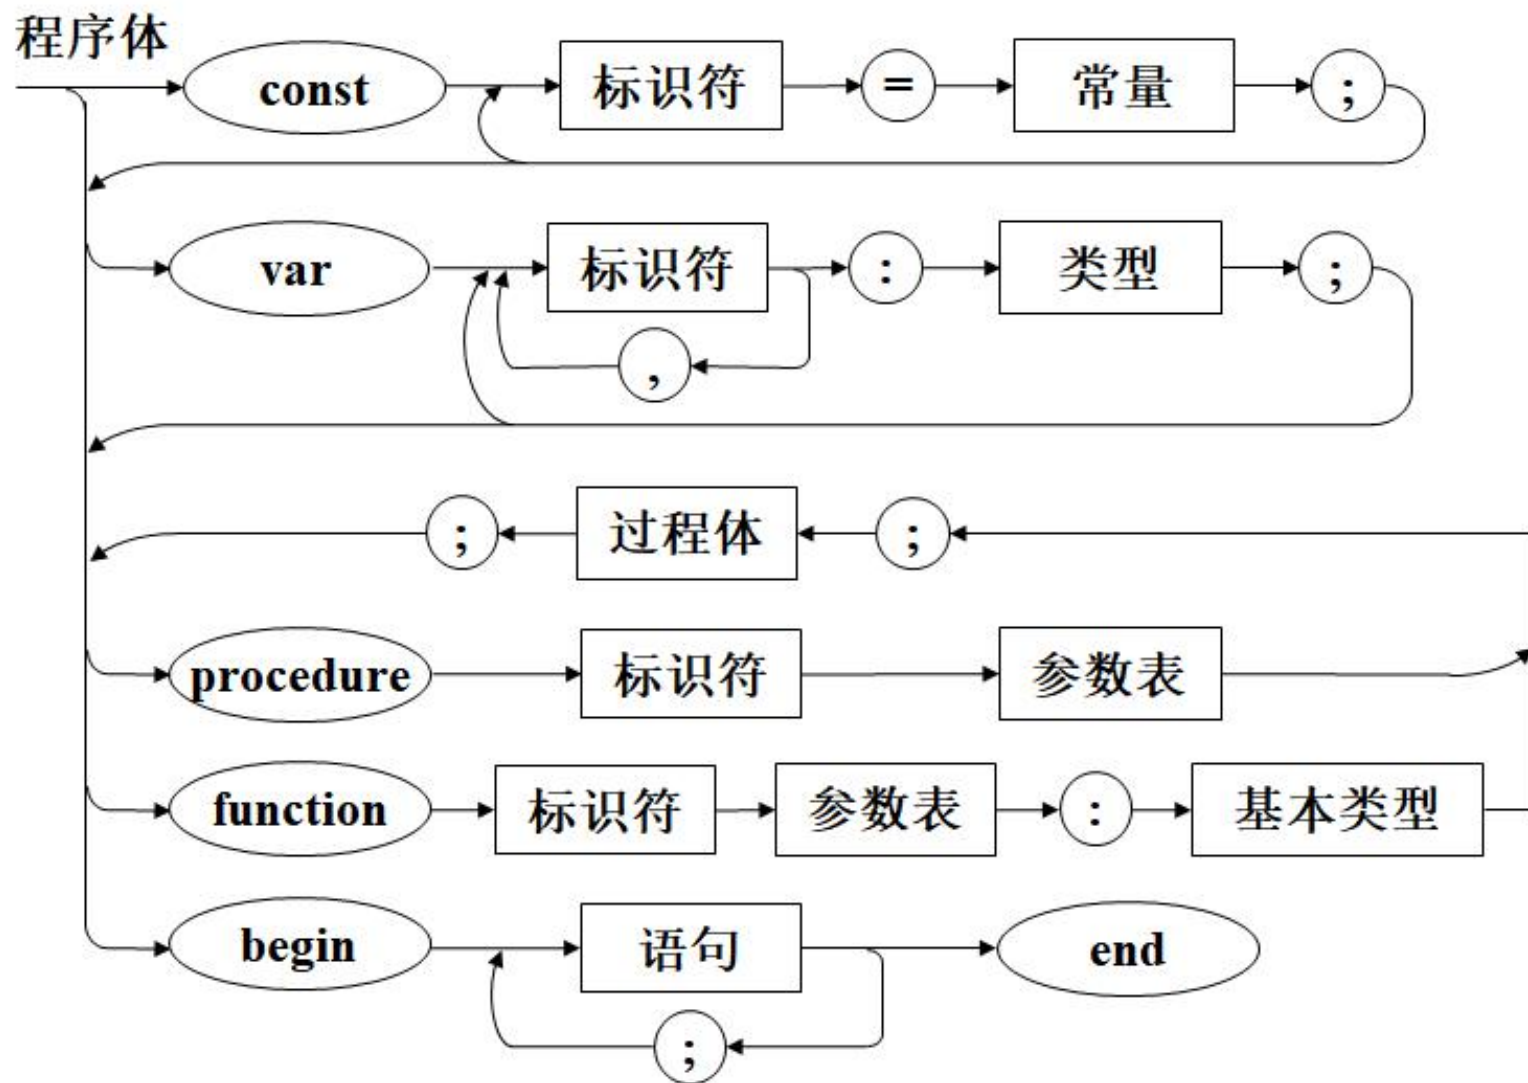 程序体
const 标识符 = 常量 ;
var 标识符 : 类型 ;
,
; 过程体 ;
procedure 标识符 参数表
function 标识符 参数表 : 基本类型
begin 语句 end
;